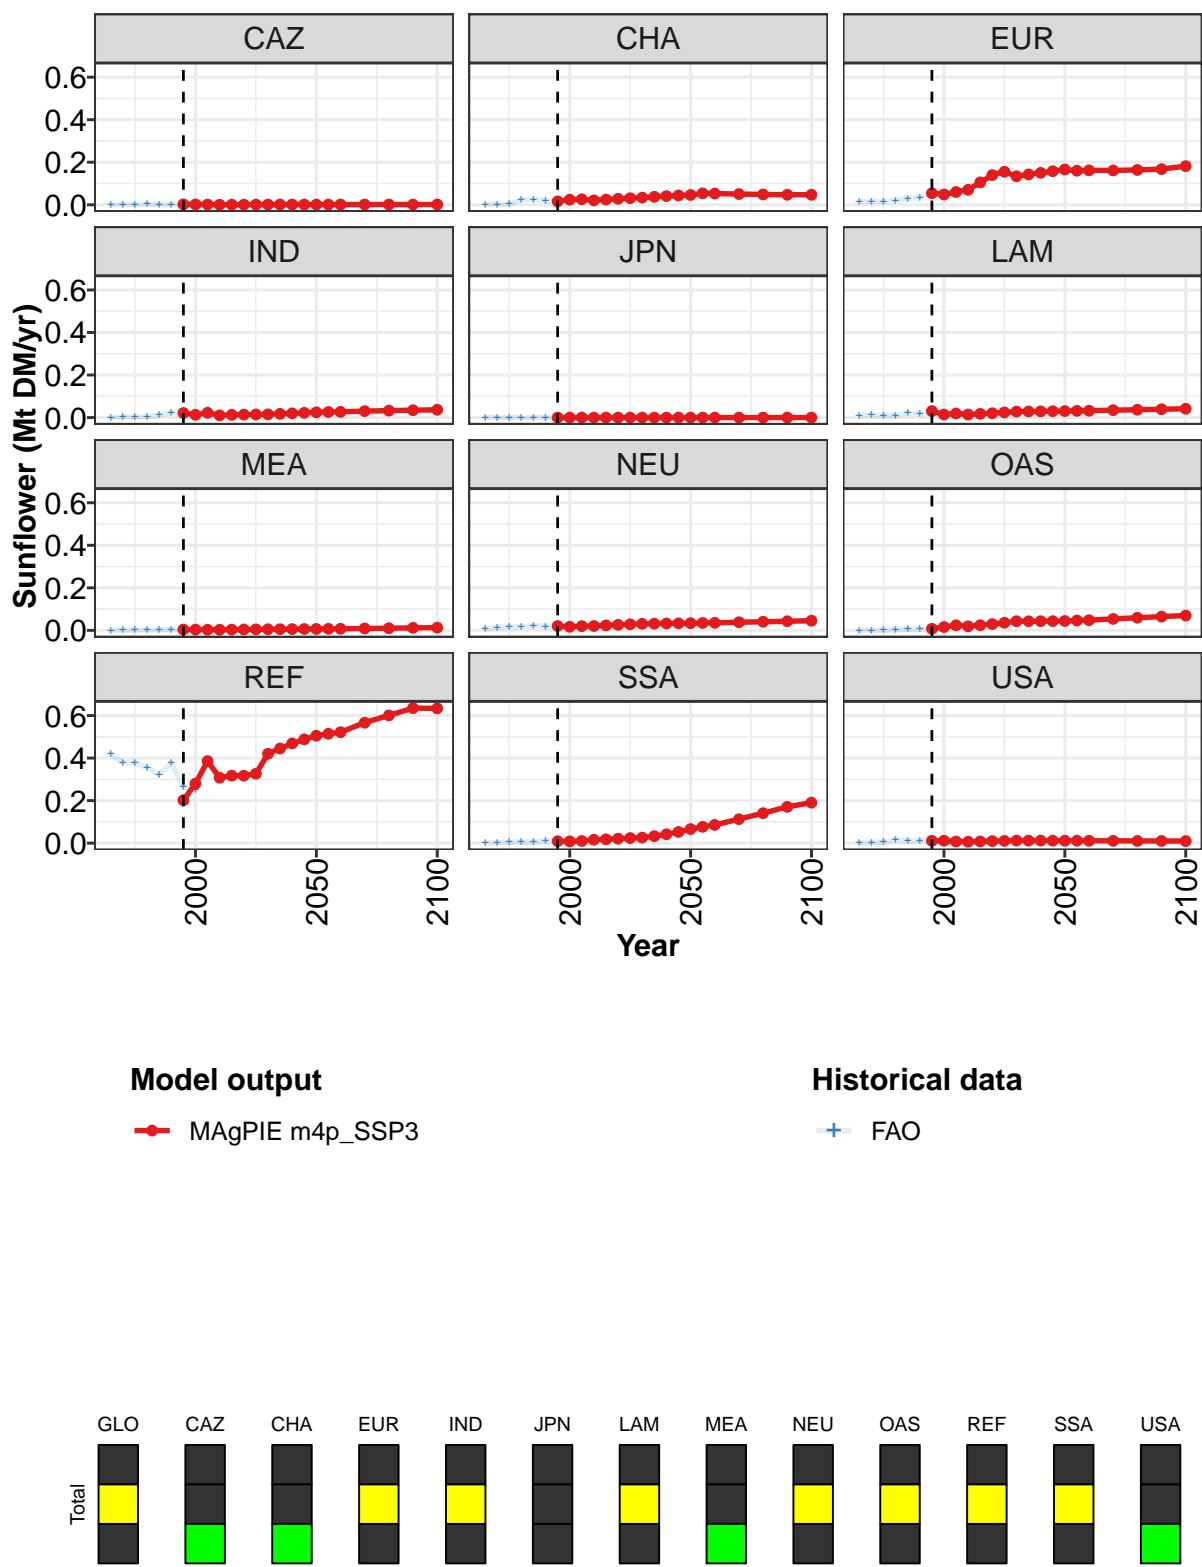 CAZ CHA EUR
0.6
0.4
0.2
0.0
IND JPN LAM
0.6
0.4
0.2
0.0
Sunflower (Mt DM/yr)
MEA NEU OAS
0.6
0.4
0.2
0.0
REF SSA USA
0.6
0.4
0.2
0.0
2000 2050 2100 2000 2050 2100 2000 2050 2100
Year
Model output Historical data
MAgPIE m4p_SSP3 FAO
GLO CAZ CHA EUR IND JPN LAM MEA NEU OAS REF SSA USA
Total